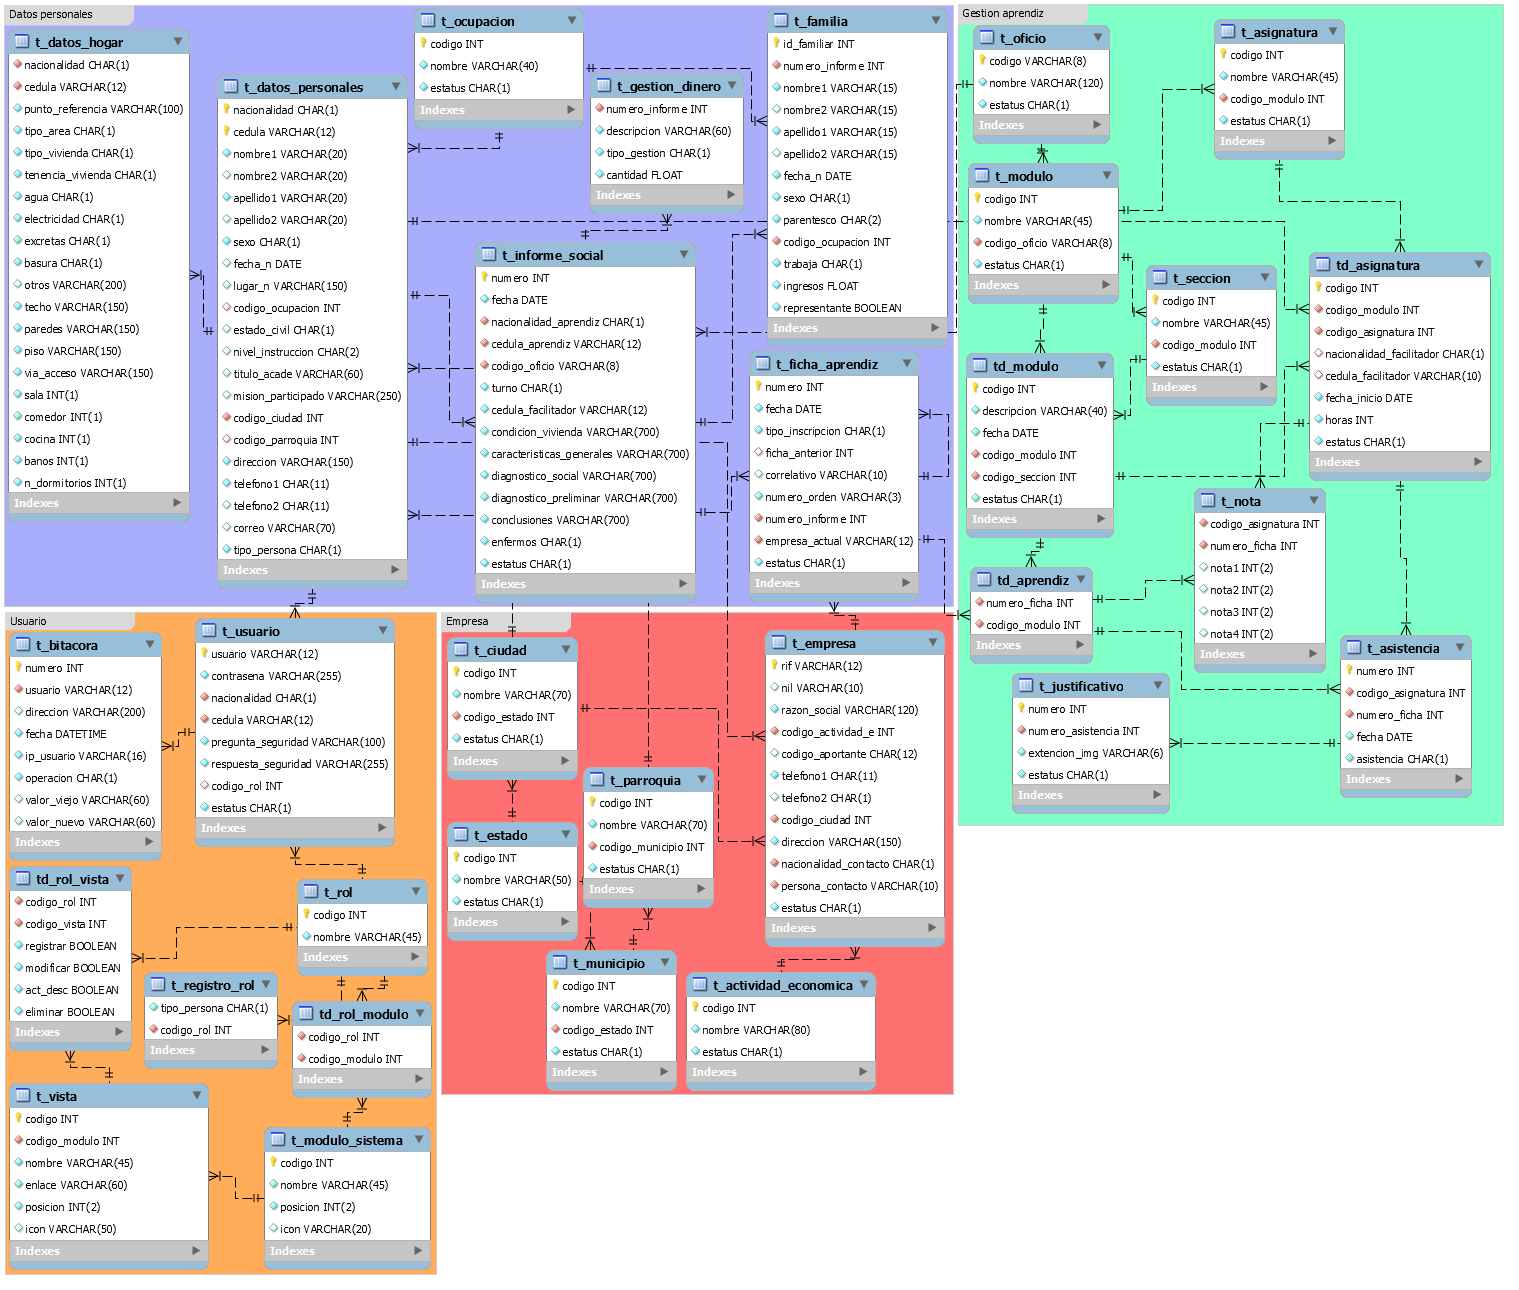 Datos personales
t_datos_hogar
nacionalidad CHAR(1)
cedula VARCHAR(12)
punto_referencia VARCHAR(100)
tipo_area CHAR(1)
tipo_vivienda CHAR(1)
tenencia_vivienda CHAR(1)
agua CHAR(1)
electricidad CHAR(1)
excretas CHAR(1)
basura CHAR(1)
otros VARCHAR(200)
techo VARCHAR(150)
paredes VARCHAR(150)
piso VARCHAR(150)
via_acceso VARCHAR(150)
sala INT(1)
comedor INT(1)
cocina INT(1)
banos INT(1)
n_dormitorios INT(1)
Indexes
t_datos_personales
nacionalidad CHAR(1)
cedula VARCHAR(12)
nombre1 VARCHAR(20)
nombre2 VARCHAR(20)
apellido1 VARCHAR(20)
apellido2 VARCHAR(20)
sexo CHAR(1)
fecha_n DATE
lugar_n VARCHAR(150)
codigo_ocupacion INT
estado_civil CHAR(1)
nivel_instruccion CHAR(2)
titulo_acade VARCHAR(60)
mision_participado VARCHAR(250)
codigo_ciudad INT
codigo_parroquia INT
direccion VARCHAR(150)
telefono1 CHAR(11)
telefono2 CHAR(11)
correo VARCHAR(70)
tipo_persona CHAR(1)
Indexes
t_ocupacion
codigo INT
nombre VARCHAR(40)
estatus CHAR(1)
Indexes
t_gestion_dinero
numero_informe INT
descripcion VARCHAR(60)
tipo_gestion CHAR(1)
cantidad FLOAT
Indexes
t_informe_social
numero INT
fecha DATE
nacionalidad_aprendiz CHAR(1)
cedula_aprendiz VARCHAR(12)
codigo_oficio VARCHAR(8)
turno CHAR(1)
cedula_facilitador VARCHAR(12)
condicion_vivienda VARCHAR(700)
caracteristicas_generales VARCHAR(700)
diagnostico_social VARCHAR(700)
diagnostico_preliminar VARCHAR(700)
conclusiones VARCHAR(700)
enfermos CHAR(1)
estatus CHAR(1)
Indexes
t_familia
id_familiar INT
numero_informe INT
nombre1 VARCHAR(15)
nombre2 VARCHAR(15)
apellido1 VARCHAR(15)
apellido2 VARCHAR(15)
fecha_n DATE
sexo CHAR(1)
parentesco CHAR(2)
codigo_ocupacion INT
trabaja CHAR(1)
ingresos FLOAT
representante BOOLEAN
Indexes
t_ficha_aprendiz
numero INT
fecha DATE
tipo_inscripcion CHAR(1)
ficha_anterior INT
correlativo VARCHAR(10)
numero_orden VARCHAR(3)
numero_informe INT
empresa_actual VARCHAR(12)
estatus CHAR(1)
Indexes
Gestion aprendiz
t_oficio
codigo VARCHAR(8)
nombre VARCHAR(120)
estatus CHAR(1)
Indexes
t_asignatura
codigo INT
nombre VARCHAR(45)
codigo_modulo INT
estatus CHAR(1)
Indexes
t_modulo
codigo INT
nombre VARCHAR(45)
codigo_oficio VARCHAR(8)
estatus CHAR(1)
Indexes
t_seccion
codigo INT
nombre VARCHAR(45)
codigo_modulo INT
estatus CHAR(1)
Indexes
td_asignatura
codigo INT
codigo_modulo INT
codigo_asignatura INT
nacionalidad_facilitador CHAR(1)
cedula_facilitador VARCHAR(10)
fecha_inicio DATE
horas INT
estatus CHAR(1)
Indexes
td_modulo
codigo INT
descripcion VARCHAR(40)
fecha DATE
codigo_modulo INT
codigo_seccion INT
estatus CHAR(1)
Indexes
t_nota
codigo_asignatura INT
numero_ficha INT
nota1 INT(2)
nota2 INT(2)
nota3 INT(2)
nota4 INT(2)
Indexes
td_aprendiz
numero_ficha INT
codigo_modulo INT
Indexes
t_asistencia
numero INT
codigo_asignatura INT
numero_ficha INT
fecha DATE
asistencia CHAR(1)
Indexes
t_justificativo
numero INT
numero_asistencia INT
extencion_img VARCHAR(6)
estatus CHAR(1)
Indexes
Usuario
t_bitacora
numero INT
usuario VARCHAR(12)
direccion VARCHAR(200)
fecha DATETIME
ip_usuario VARCHAR(16)
operacion CHAR(1)
valor_viejo VARCHAR(60)
valor_nuevo VARCHAR(60)
Indexes
t_usuario
usuario VARCHAR(12)
contrasena VARCHAR(255)
nacionalidad CHAR(1)
cedula VARCHAR(12)
pregunta_seguridad VARCHAR(100)
respuesta_seguridad VARCHAR(255)
codigo_rol INT
estatus CHAR(1)
Indexes
td_rol_vista
codigo_rol INT
codigo_vista INT
registrar BOOLEAN
modificar BOOLEAN
act_desc BOOLEAN
eliminar BOOLEAN
Indexes
t_rol
codigo INT
nombre VARCHAR(45)
Indexes
t_registro_rol
tipo_persona CHAR(1)
codigo_rol INT
Indexes
td_rol_modulo
codigo_rol INT
codigo_modulo INT
Indexes
t_vista
codigo INT
codigo_modulo INT
nombre VARCHAR(45)
enlace VARCHAR(60)
posicion INT(2)
icon VARCHAR(50)
Indexes
t_modulo_sistema
codigo INT
nombre VARCHAR(45)
posicion INT(2)
icon VARCHAR(20)
Indexes
Empresa
t_ciudad
codigo INT
nombre VARCHAR(70)
codigo_estado INT
estatus CHAR(1)
Indexes
t_estado
codigo INT
nombre VARCHAR(50)
estatus CHAR(1)
Indexes
t_parroquia
codigo INT
nombre VARCHAR(70)
codigo_municipio INT
estatus CHAR(1)
Indexes
t_empresa
rif VARCHAR(12)
nil VARCHAR(10)
razon_social VARCHAR(120)
codigo_actividad_e INT
codigo_aportante CHAR(12)
telefono1 CHAR(11)
telefono2 CHAR(1)
codigo_ciudad INT
direccion VARCHAR(150)
nacionalidad_contacto CHAR(1)
persona_contacto VARCHAR(10)
estatus CHAR(1)
Indexes
t_municipio
codigo INT
nombre VARCHAR(70)
codigo_estado INT
estatus CHAR(1)
Indexes
t_actividad_economica
codigo INT
nombre VARCHAR(80)
estatus CHAR(1)
Indexes